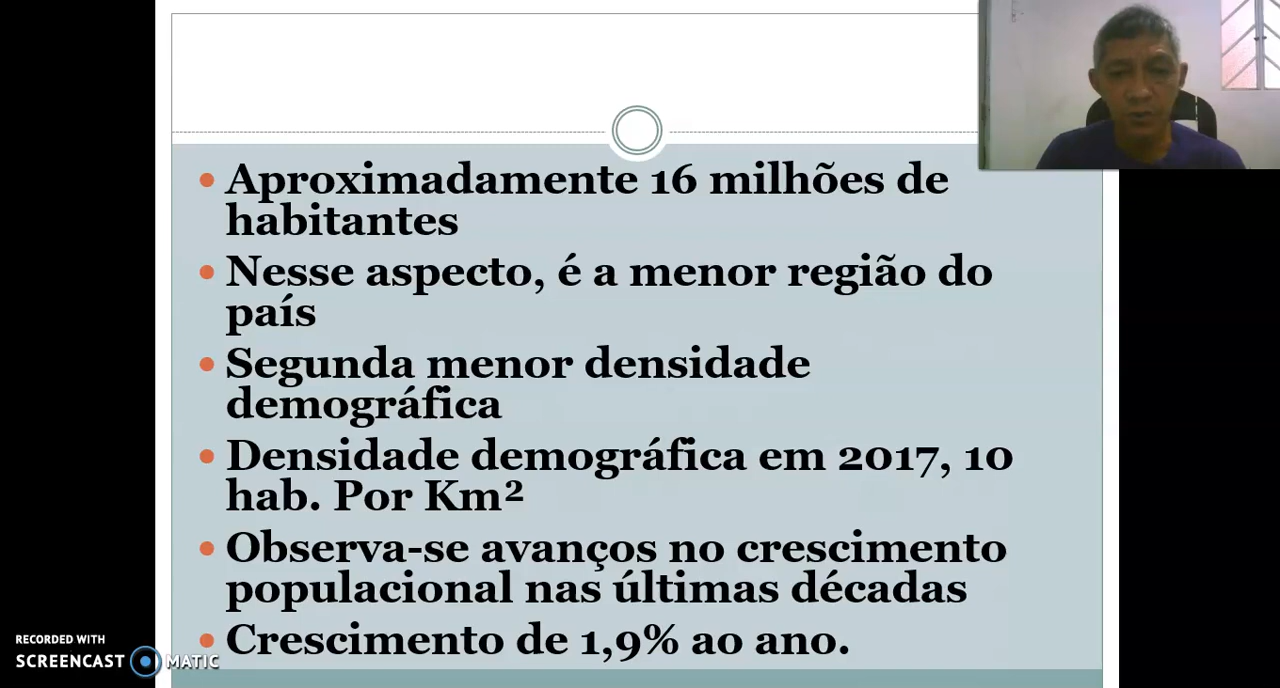 Aproximadamente 16 milhões de
habitantes
Nesse aspecto, é a menor região do
país
Segunda menor densidade
demográfica
Densidade demográfica em 2017, 10
hab. Por Km²
Observa-se avanços no crescimento
populacional nas últimas décadas
Crescimento de 1,9% ao ano.
RECORDED WITH
SCREENCAST MATIC